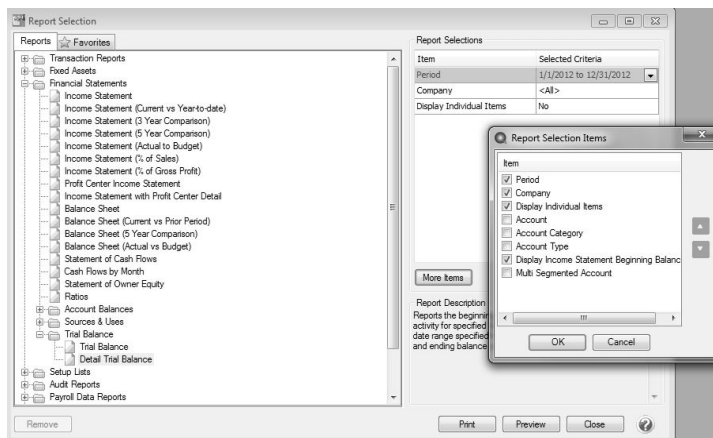 Report Selection
Reports
Favorites
Transaction Reports
Fixed Assets
Financial Statements
Income Statement
Income Statement (Current vs Year-to-date)
Income Statement (3 Year Comparison)
Income Statement (5 Year Comparison)
Income Statement (Actual to Budget)
Income Statement (% of Sales)
Income Statement (% of Gross Profit)
Profit Center Income Statement
Income Statement with Profit Center Detail
Balance Sheet
Balance Sheet (Current vs Prior Period)
Balance Sheet (5 Year Comparison)
Balance Sheet (Actual vs Budget)
Statement of Cash Flows
Cash Flows by Month
Statement of Owner Equity
Ratios
Account Balances
Sources & Uses
Trial Balance
Trial Balance
Detail Trial Balance
Setup Lists
Audit Reports
Payroll Data Reports
Remove
Report Selections
Item Selected Criteria
Period 1/1/2012 to 12/31/2012
Company <All>
Display Individual Items No
More Items
Report Description
Reports the beginnin
activity for specified
date range specified
and ending balance
Print Preview Close
Report Selection Items
Item
Period
Company
Display Individual Items
Account
Account Category
Account Type
Display Income Statement Beginning Balanc
Multi Segmented Account
OK Cancel